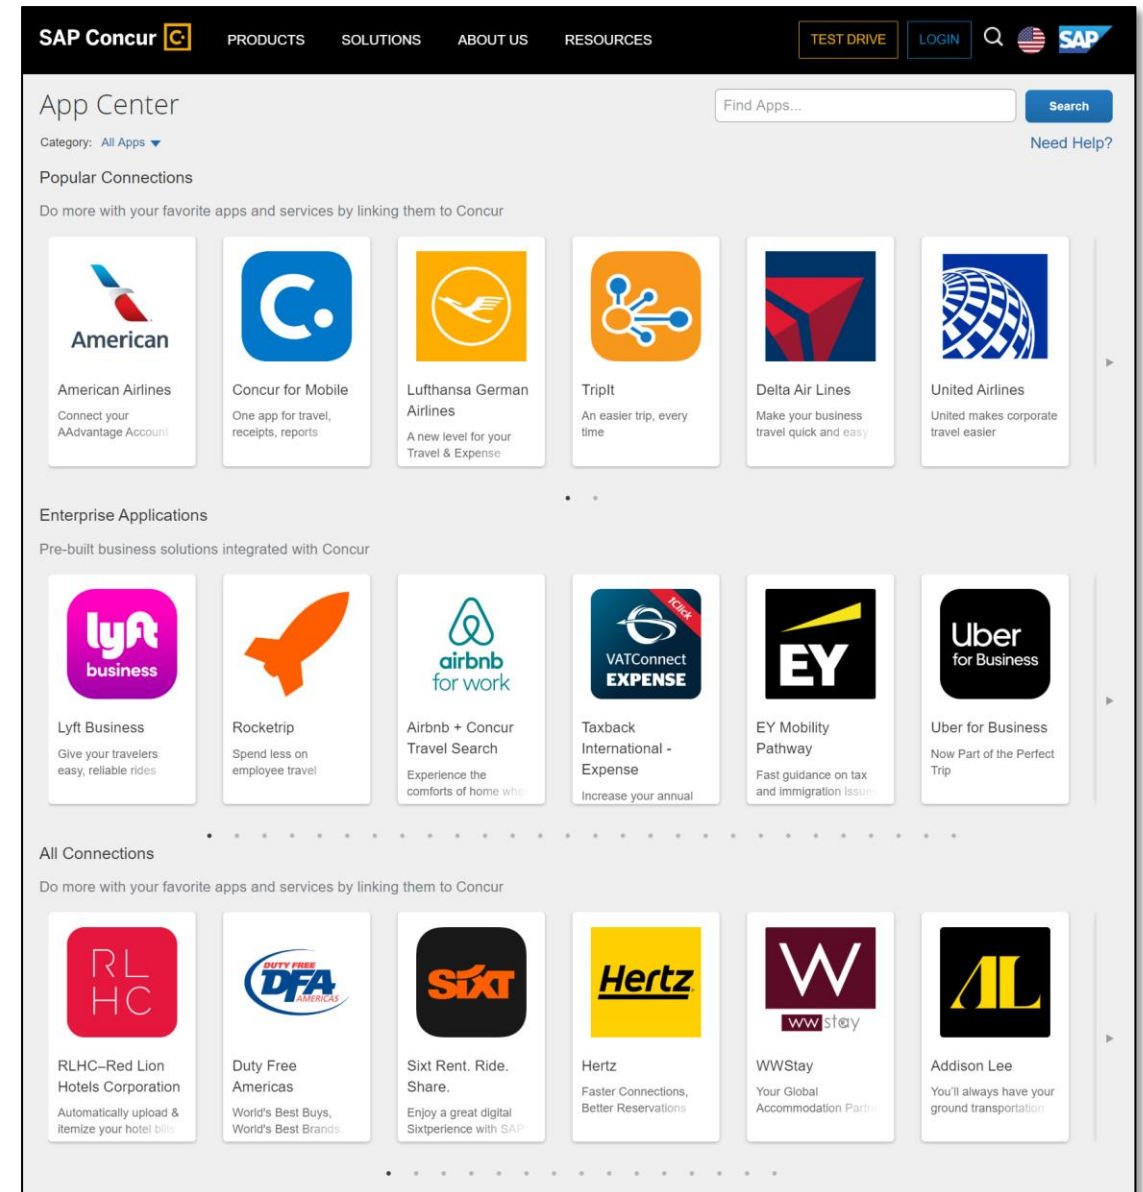 SAP Concur C.
PRODUCTS
SOLUTIONS
ABOUT US
RESOURCES
TEST DRIVE
LOGIN
SAP
App Center
Find Apps...
Search
Category: All Apps
Need Help?
Popular Connections
Do more with your favorite apps and services by linking them to Concur
American
American Airlines
Connect your
AAdvantage Account
C.
Concur for Mobile
One app for travel,
receipts, reports
Lufthansa German
Airlines
A new level for your
Travel & Expense
TripIt
An easier trip, every
time
Delta Air Lines
Make your business
travel quick and easy
United Airlines
United makes corporate
travel easier
Enterprise Applications
Pre-built business solutions integrated with Concur
lyft
business
Lyft Business
Give your travelers
easy, reliable rides
Rocketrip
Spend less on
employee travel
airbnb
for work
Airbnb + Concur
Travel Search
Experience the
comforts of home
1Click
VATConnect
EXPENSE
Taxback
International -
Expense
Increase your annual
EY
EY Mobility
Pathway
Fast guidance on tax
and immigration issues
Uber
for Business
Uber for Business
Now Part of the Perfect
Trip
All Connections
Do more with your favorite apps and services by linking them to Concur
RL
HC
RLHC–Red Lion
Hotels Corporation
Automatically upload &
itemize your hotel bills
DUTY FREE
DFA
AMERICAS
Duty Free
Americas
World's Best Buys,
World's Best Brands.
SIXT
Sixt Rent. Ride.
Share.
Enjoy a great digital
Sixtperience with SAP
Hertz
Hertz
Faster Connections,
Better Reservations
W
wwstay
WWStay
Your Global
Accommodation
AL
Addison Lee
You'll always have your
ground transportation